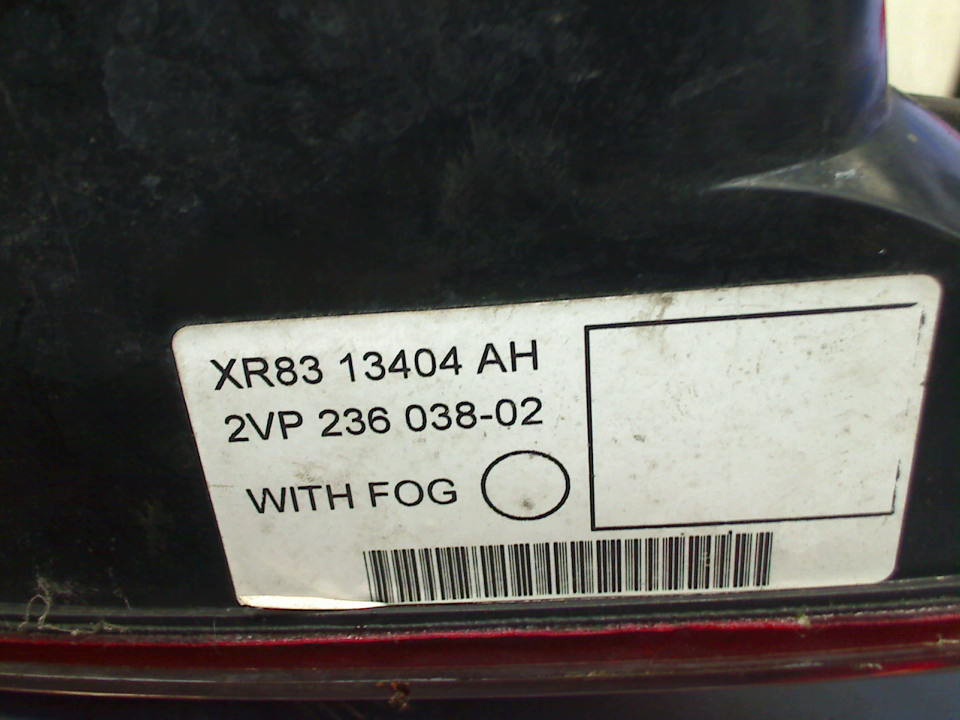 XR83 13404 AH
2VP 236 038-02
WITH FOG